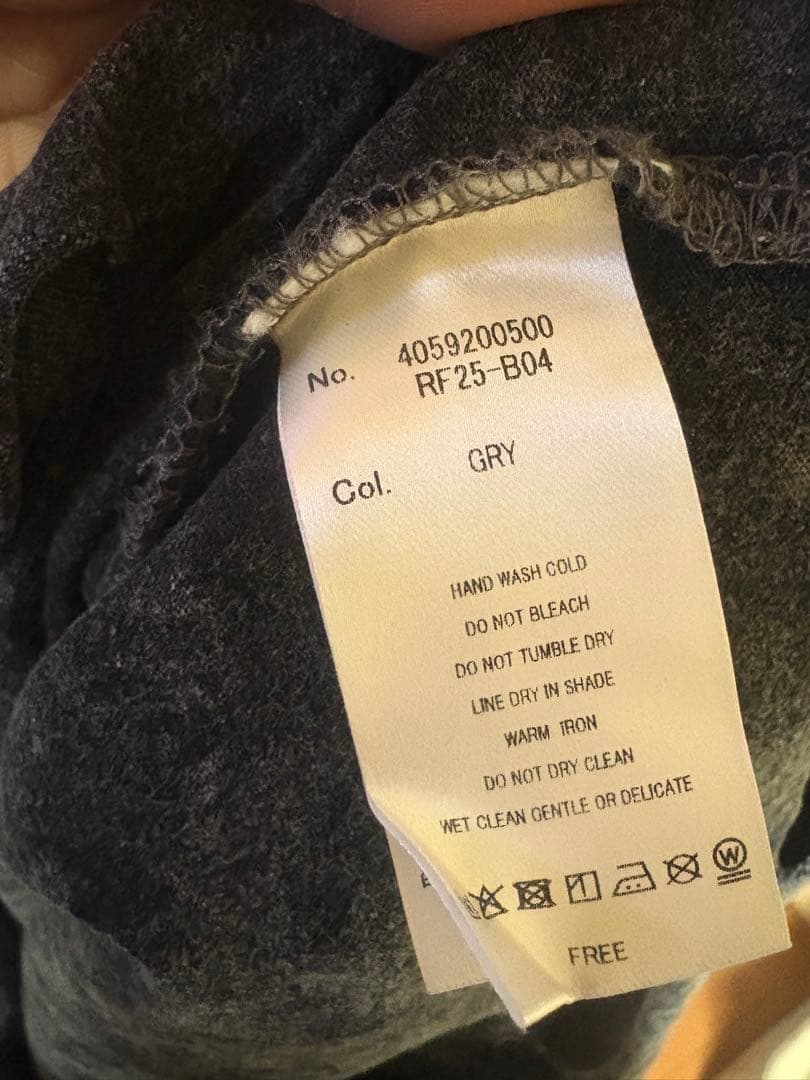 No. 4059200500
RF25-B04
Col. GRY
HAND WASH COLD
DO NOT BLEACH
DO NOT TUMBLE DRY
LINE DRY IN SHADE
WARM IRON
DO NOT DRY CLEAN
WET CLEAN GENTLE OR DELICATE
W
FREE